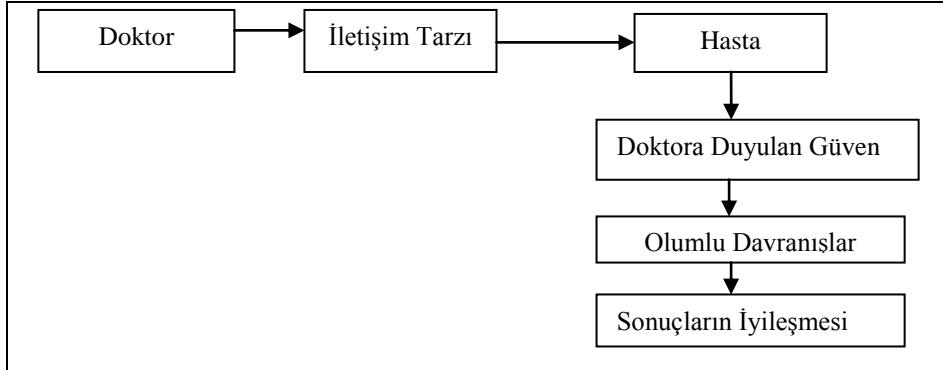 Doktor
İletişim Tarzı
Hasta
Doktora Duyulan Güven
Olumlu Davranışlar
Sonuçların İyileşmesi